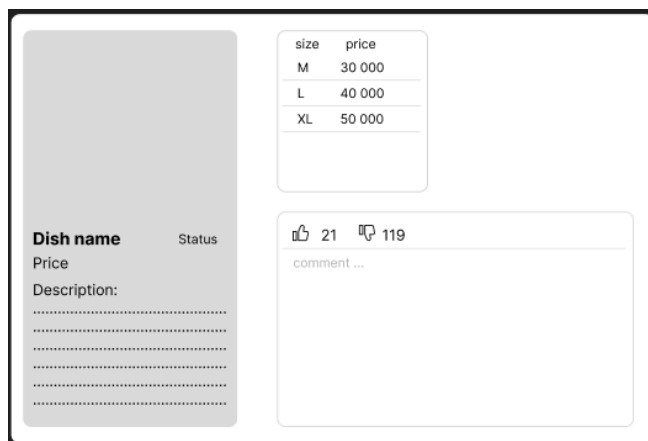 Dish name Status
Price
Description:
size price
M 30 000
L 40 000
XL 50 000
21 119
comment ...